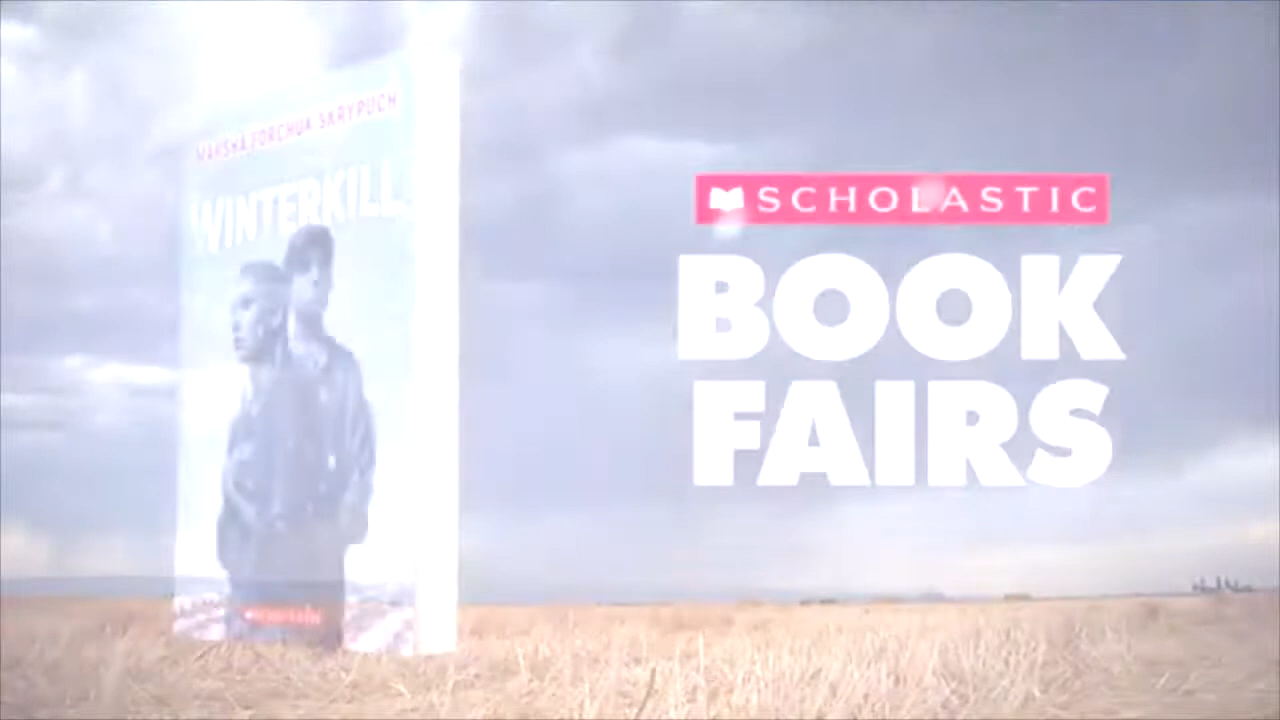 MARSHA FORCHUK SKRYPUCH
WINTERKILL
SCHOLASTIC
BOOK
FAIRS